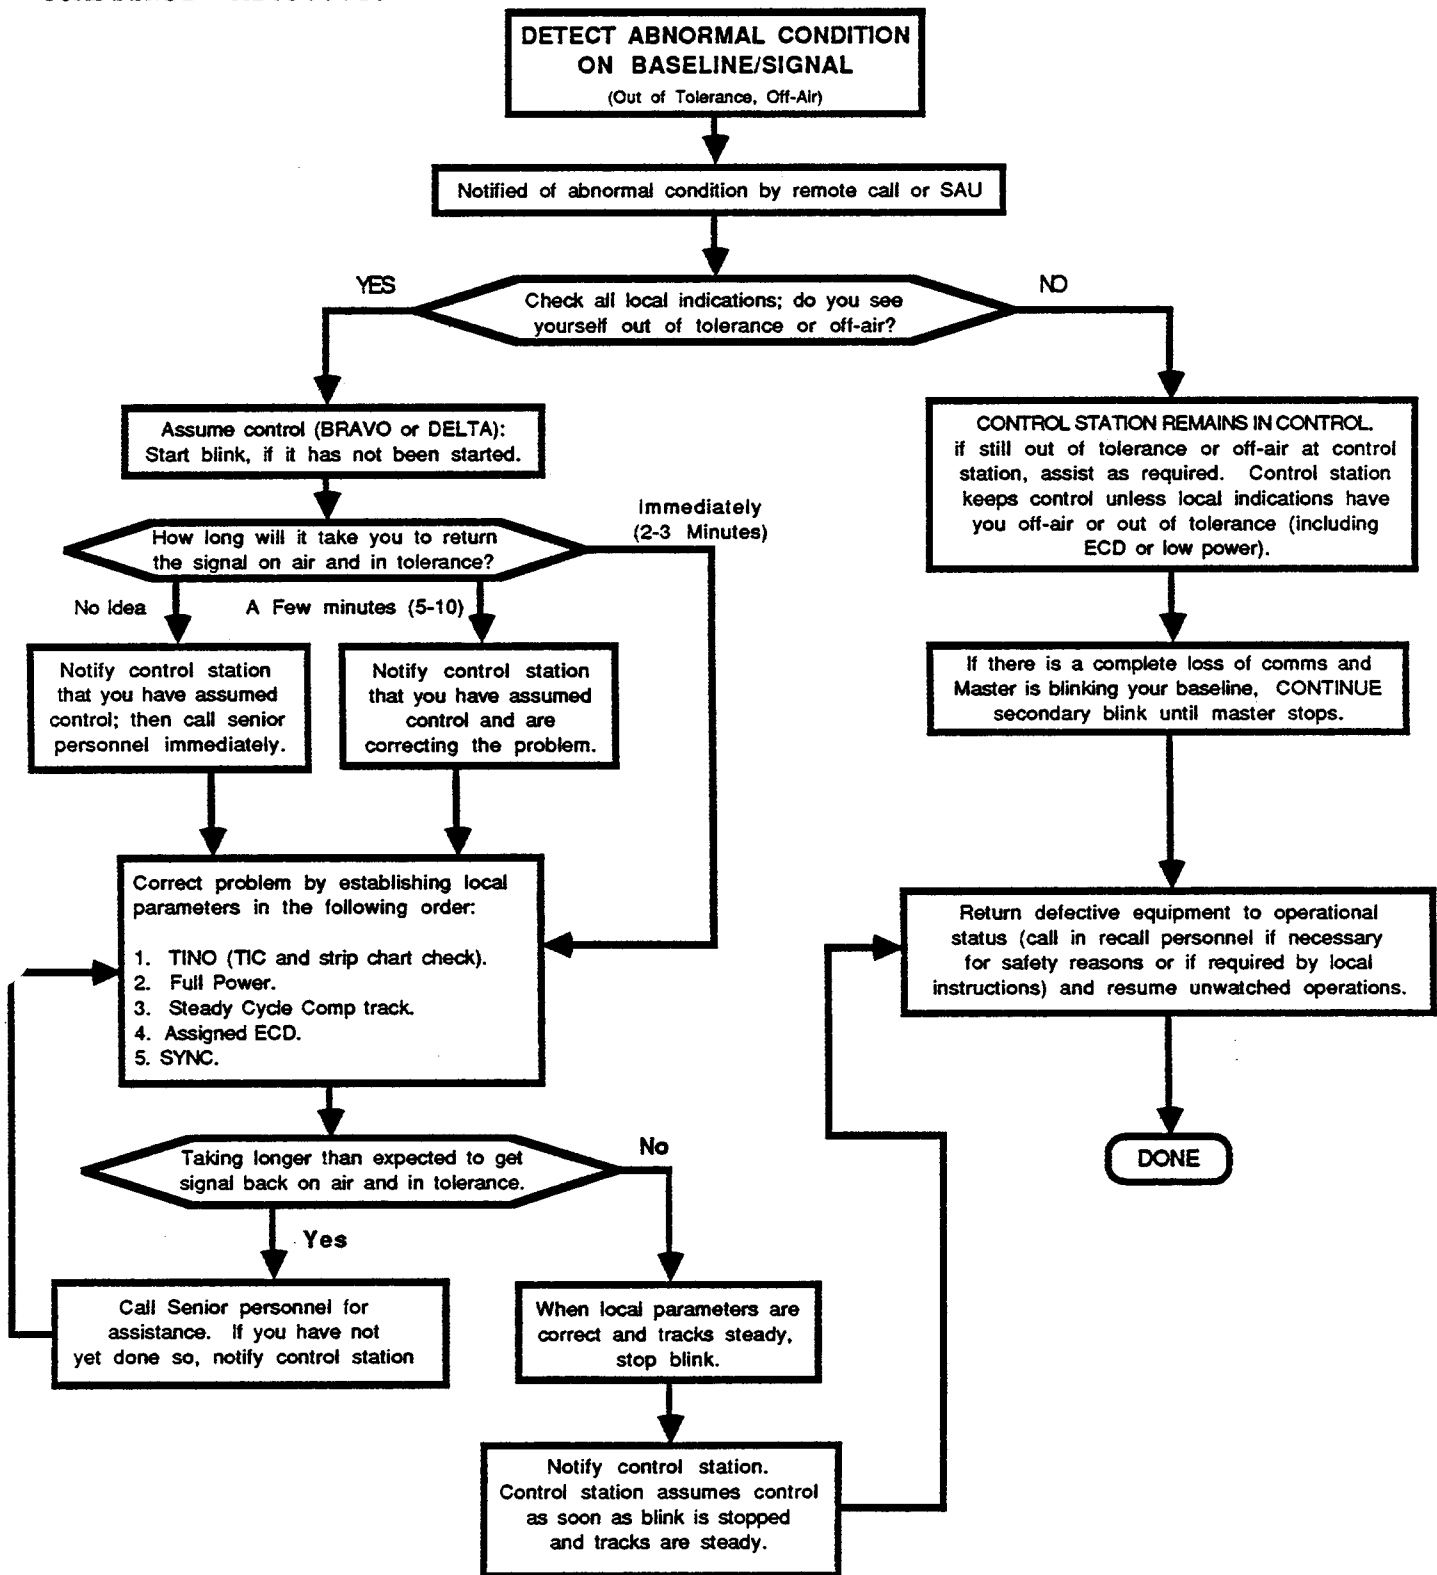 DETECT ABNORMAL CONDITION
ON BASELINE/SIGNAL
(Out of Tolerance, Off-Air)
Notified of abnormal condition by remote call or SAU
YES
Check all local indications; do you see
yourself out of tolerance or off-air?
NO
Assume control (BRAVO or DELTA):
Start blink, if it has not been started.
CONTROL STATION REMAINS IN CONTROL.
if still out of tolerance or off-air at control
station, assist as required. Control station
keeps control unless local indications have
you off-air or out of tolerance (including
ECD or low power).
How long will it take you to return
the signal on air and in tolerance?
Immediately
(2-3 Minutes)
No Idea
A Few minutes (5-10)
Notify control station
that you have assumed
control; then call senior
personnel immediately.
Notify control station
that you have assumed
control and are
correcting the problem.
If there is a complete loss of comms and
Master is blinking your baseline, CONTINUE
secondary blink until master stops.
Correct problem by establishing local
parameters in the following order:
1. TINO (TIC and strip chart check).
2. Full Power.
3. Steady Cycle Comp track.
4. Assigned ECD.
5. SYNC.
Return defective equipment to operational
status (call in recall personnel if necessary
for safety reasons or if required by local
instructions) and resume unwatched operations.
DONE
Taking longer than expected to get
signal back on air and in tolerance.
No
Yes
Call Senior personnel for
assistance. If you have not
yet done so, notify control station
When local parameters are
correct and tracks steady,
stop blink.
Notify control station.
Control station assumes control
as soon as blink is stopped
and tracks are steady.